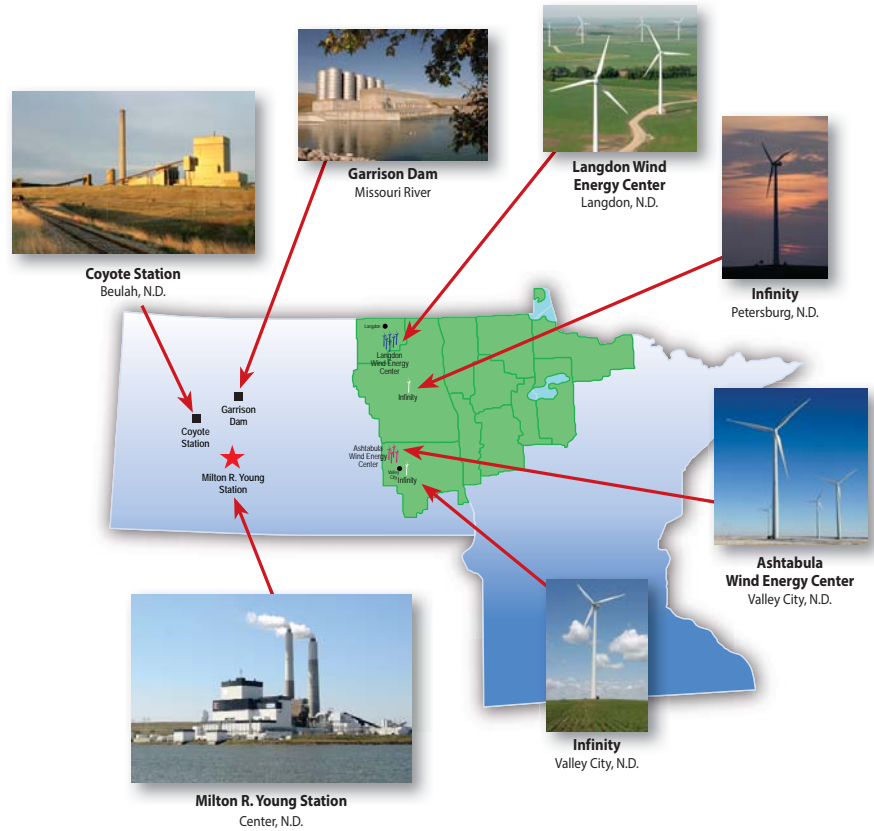 Garrison Dam
Missouri River
Langdon Wind
Energy Center
Langdon, N.D.
Coyote Station
Beulah, N.D.
Infinity
Petersburg, N.D.
Langdon
Langdon
Wind Energy
Center
Infinity
Garrison
Dam
Coyote
Station
Ashtabula
Wind Energy
Center
Valley
City
Infinity
Milton R. Young
Station
Ashtabula
Wind Energy Center
Valley City, N.D.
Infinity
Valley City, N.D.
Milton R. Young Station
Center, N.D.